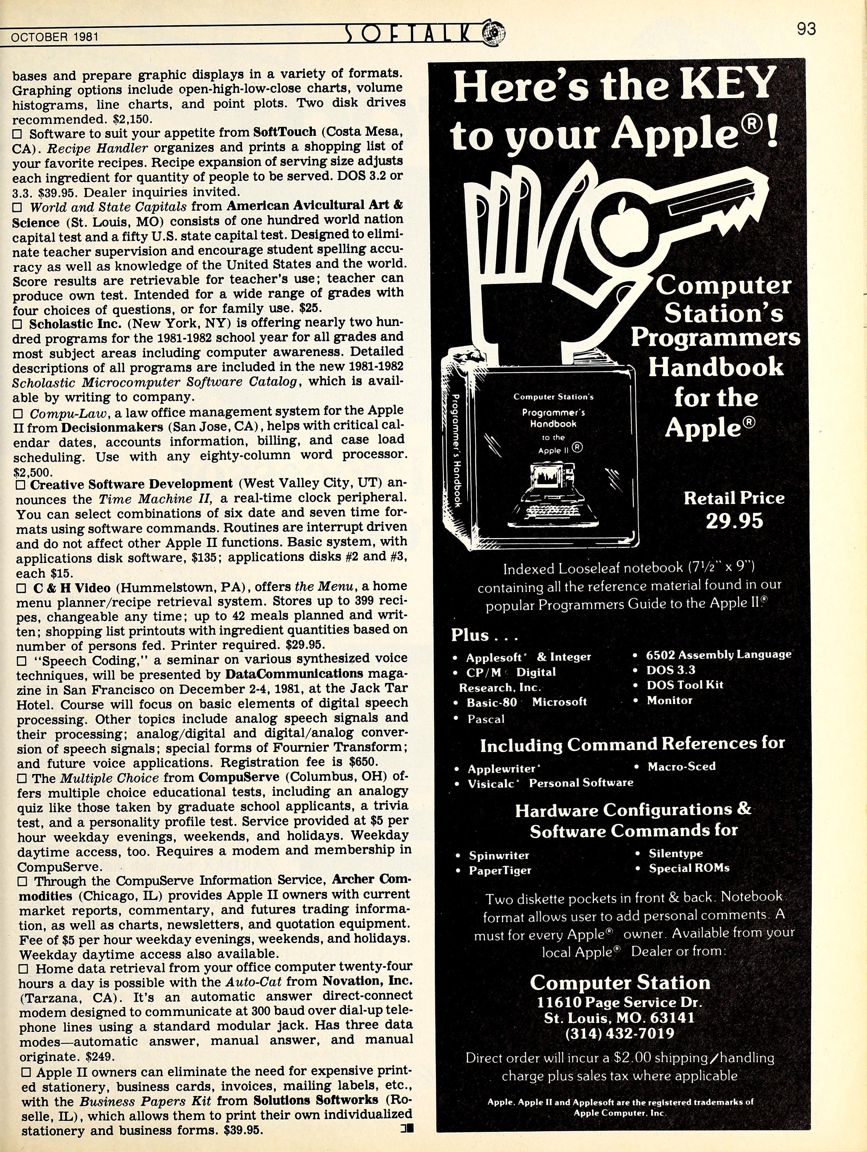 OCTOBER 1981
SOFTALK
93
bases and prepare graphic displays in a variety of formats.
Graphing options include open-high-low-close charts, volume
histograms, line charts, and point plots. Two disk drives
recommended. $2,150.
□ Software to suit your appetite from SoftTouch (Costa Mesa,
CA). Recipe Handler organizes and prints a shopping list of
your favorite recipes. Recipe expansion of serving size adjusts
each ingredient for quantity of people to be served. DOS 3.2 or
3.3. $39.95. Dealer inquiries invited.
□ World and State Capitals from American Avicultural Art &
Science (St. Louis, MO) consists of one hundred world nation
capital test and a fifty U.S. state capital test. Designed to elimi-
nate teacher supervision and encourage student spelling accu-
racy as well as knowledge of the United States and the world.
Score results are retrievable for teacher's use; teacher can
produce own test. Intended for a wide range of grades with
four choices of questions, or for family use. $25.
□ Scholastic Inc. (New York, NY) is offering nearly two hun-
dred programs for the 1981-1982 school year for all grades and
most subject areas including computer awareness. Detailed
descriptions of all programs are included in the new 1981-1982
Scholastic Microcomputer Software Catalog, which is avail-
able by writing to company.
□ Compu-Law, a law office management system for the Apple
II from Decisionmakers (San Jose, CA), helps with critical cal-
endar dates, accounts information, billing, and case load
scheduling. Use with any eighty-column word processor.
$2,500.
□ Creative Software Development (West Valley City, UT) an-
nounces the Time Machine II, a real-time clock peripheral.
You can select combinations of six date and seven time for-
mats using software commands. Routines are interrupt driven
and do not affect other Apple II functions. Basic system, with
applications disk software, $135; applications disks #2 and #3,
each $15.
□ C & H Video (Hummelstown, PA), offers the Menu, a home
menu planner/recipe retrieval system. Stores up to 399 reci-
pes, changeable any time; up to 42 meals planned and writ-
ten; shopping list printouts with ingredient quantities based on
number of persons fed. Printer required. $29.95.
□ "Speech Coding," a seminar on various synthesized voice
techniques, will be presented by DataCommunications maga-
zine in San Francisco on December 2-4, 1981, at the Jack Tar
Hotel. Course will focus on basic elements of digital speech
processing. Other topics include analog speech signals and
their processing; analog/digital and digital/analog conver-
sion of speech signals; special forms of Fournier Transform;
and future voice applications. Registration fee is $650.
□ The Multiple Choice from CompuServe (Columbus, OH) of-
fers multiple choice educational tests, including an analogy
quiz like those taken by graduate school applicants, a trivia
test, and a personality profile test. Service provided at $5 per
hour weekday evenings, weekends, and holidays. Weekday
daytime access, too. Requires a modem and membership in
CompuServe.
□ Through the CompuServe Information Service, Archer Com-
modities (Chicago, IL) provides Apple II owners with current
market reports, commentary, and futures trading informa-
tion, as well as charts, newsletters, and quotation equipment.
Fee of $5 per hour weekday evenings, weekends, and holidays.
Weekday daytime access also available.
□ Home data retrieval from your office computer twenty-four
hours a day is possible with the Auto-Cat from Novation, Inc.
(Tarzana, CA). It's an automatic answer direct-connect
modem designed to communicate at 300 baud over dial-up tele-
phone lines using a standard modular jack. Has three data
modes—automatic answer, manual answer, and manual
originate. $249.
□ Apple II owners can eliminate the need for expensive print-
ed stationery, business cards, invoices, mailing labels, etc.,
with the Business Papers Kit from Solutions Softworks (Ro-
selle, IL), which allows them to print their own individualized
stationery and business forms. $39.95.
Here's the KEY
to your Apple®!
Computer
Station's
Programmers
Handbook
for the
Apple®
Programmer's Handbook
Computer Station's
Programmer's
Handbook
to the
Apple II ®
Retail Price
29.95
Indexed Looseleaf notebook (7½" x 9")
containing all the reference material found in our
popular Programmers Guide to the Apple II®.
Plus . . .
• Applesoft* & Integer
• CP/M Digital
Research, Inc.
• Basic-80 Microsoft
• Pascal
• 6502 Assembly Language
• DOS 3.3
• DOS Tool Kit
• Monitor
Including Command References for
• Applewriter*
• Visicalc* Personal Software
• Macro-Sced
Hardware Configurations &
Software Commands for
• Spinwriter
• PaperTiger
• Silentype
• Special ROMs
Two diskette pockets in front & back. Notebook
format allows user to add personal comments. A
must for every Apple® owner. Available from your
local Apple® Dealer or from:
Computer Station
11610 Page Service Dr.
St. Louis, MO. 63141
(314) 432-7019
Direct order will incur a $2.00 shipping/handling
charge plus sales tax where applicable
Apple, Apple II and Applesoft are the registered trademarks of
Apple Computer, Inc.